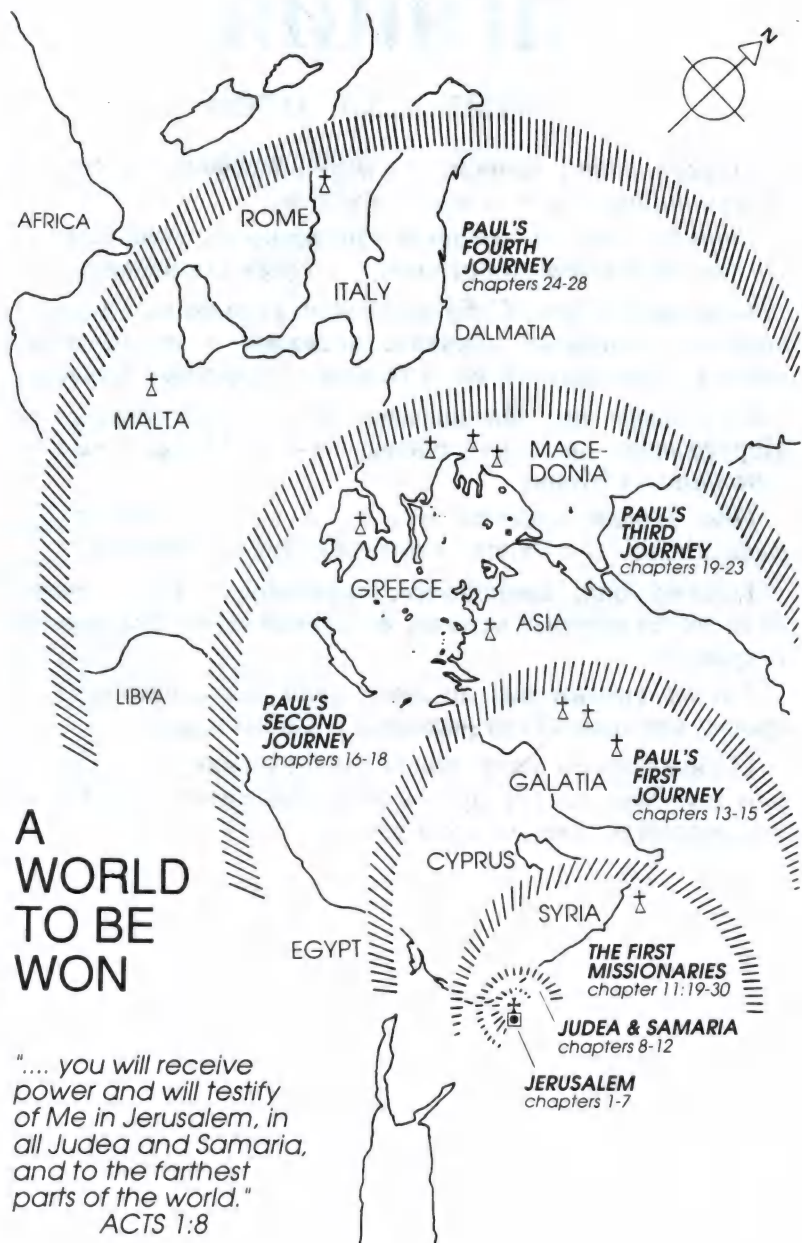 N
AFRICA
ROME
PAUL'S
FOURTH
JOURNEY
chapters 24-28
ITALY
DALMATIA
MALTA
MACE-
DONIA
PAUL'S
THIRD
JOURNEY
chapters 19-23
GREECE
ASIA
LIBYA
PAUL'S
SECOND
JOURNEY
chapters 16-18
PAUL'S
FIRST
JOURNEY
chapters 13-15
GALATIA
A
WORLD
TO BE
WON
CYPRUS
SYRIA
EGYPT
THE FIRST
MISSIONARIES
chapter 11:19-30
JUDEA & SAMARIA
chapters 8-12
JERUSALEM
chapters 1-7
".... you will receive
power and will testify
of Me in Jerusalem, in
all Judea and Samaria,
and to the farthest
parts of the world."
ACTS 1:8